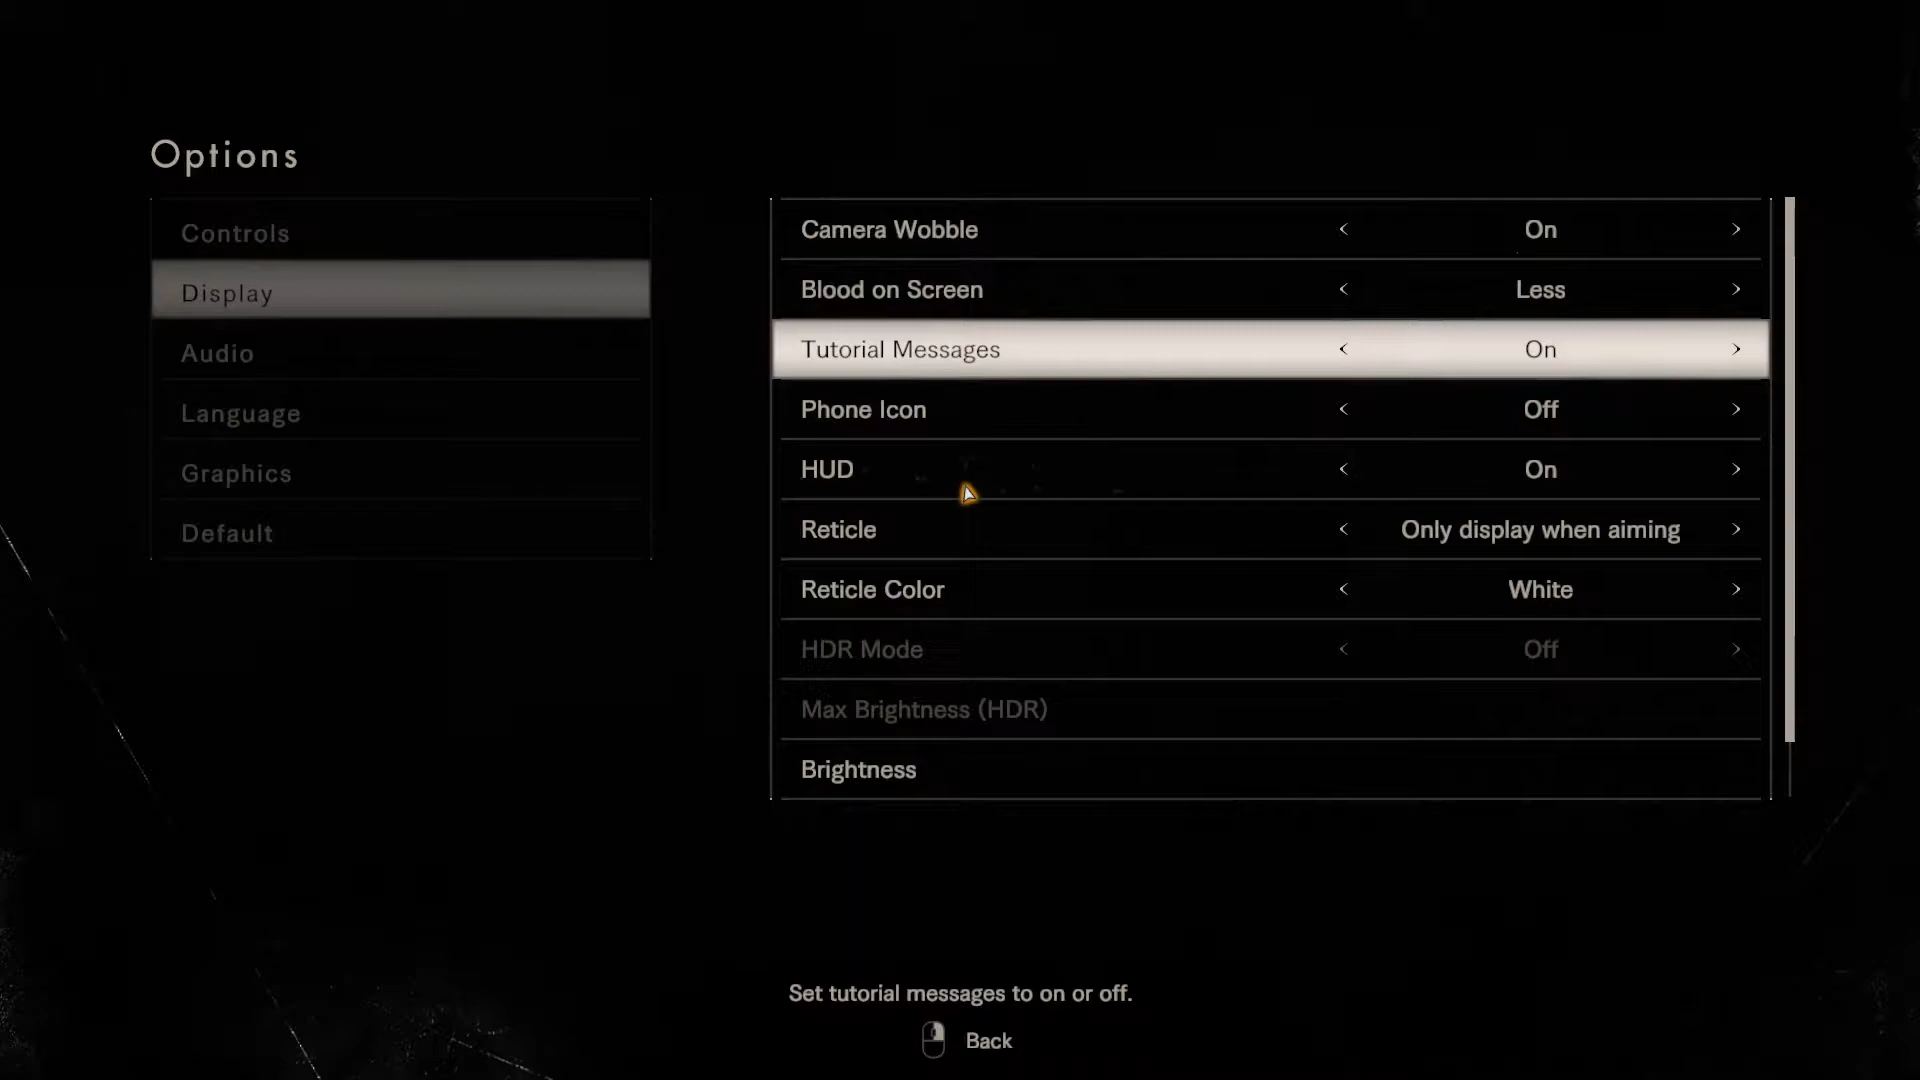 Options
Controls
Display
Audio
Language
Graphics
Default
Camera Wobble < On >
Blood on Screen < Less >
Tutorial Messages < On >
Phone Icon < Off >
HUD < On >
Reticle < Only display when aiming >
Reticle Color < White >
HDR Mode < Off >
Max Brightness (HDR)
Brightness
Set tutorial messages to on or off.
Back